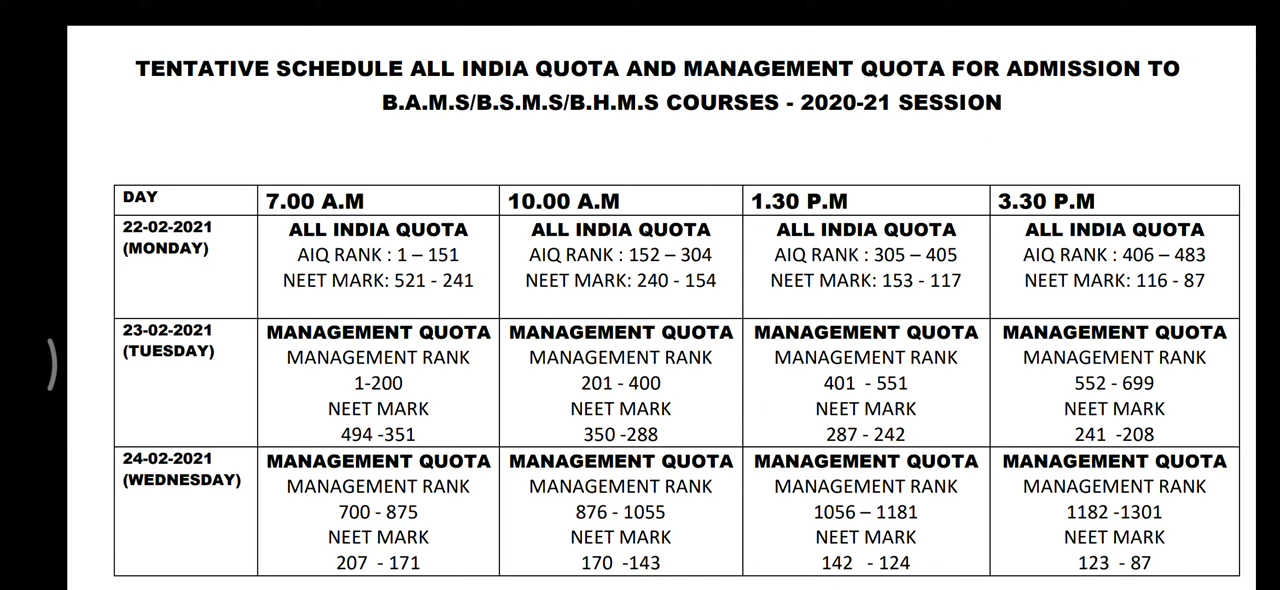 TENTATIVE SCHEDULE ALL INDIA QUOTA AND MANAGEMENT QUOTA FOR ADMISSION TO
B.A.M.S/B.S.M.S/B.H.M.S COURSES - 2020-21 SESSION
DAY
7.00 A.M
10.00 A.M
1.30 P.M
3.30 P.M
22-02-2021
(MONDAY)
ALL INDIA QUOTA
AIQ RANK : 1 – 151
NEET MARK: 521 - 241
ALL INDIA QUOTA
AIQ RANK : 152 – 304
NEET MARK: 240 - 154
ALL INDIA QUOTA
AIQ RANK : 305 – 405
NEET MARK: 153 - 117
ALL INDIA QUOTA
AIQ RANK : 406 – 483
NEET MARK: 116 - 87
23-02-2021
(TUESDAY)
MANAGEMENT QUOTA
MANAGEMENT RANK
1-200
NEET MARK
494 -351
MANAGEMENT QUOTA
MANAGEMENT RANK
201 - 400
NEET MARK
350 -288
MANAGEMENT QUOTA
MANAGEMENT RANK
401 - 551
NEET MARK
287 - 242
MANAGEMENT QUOTA
MANAGEMENT RANK
552 - 699
NEET MARK
241 -208
24-02-2021
(WEDNESDAY)
MANAGEMENT QUOTA
MANAGEMENT RANK
700 - 875
NEET MARK
207 - 171
MANAGEMENT QUOTA
MANAGEMENT RANK
876 - 1055
NEET MARK
170 -143
MANAGEMENT QUOTA
MANAGEMENT RANK
1056 – 1181
NEET MARK
142 - 124
MANAGEMENT QUOTA
MANAGEMENT RANK
1182 -1301
NEET MARK
123 - 87